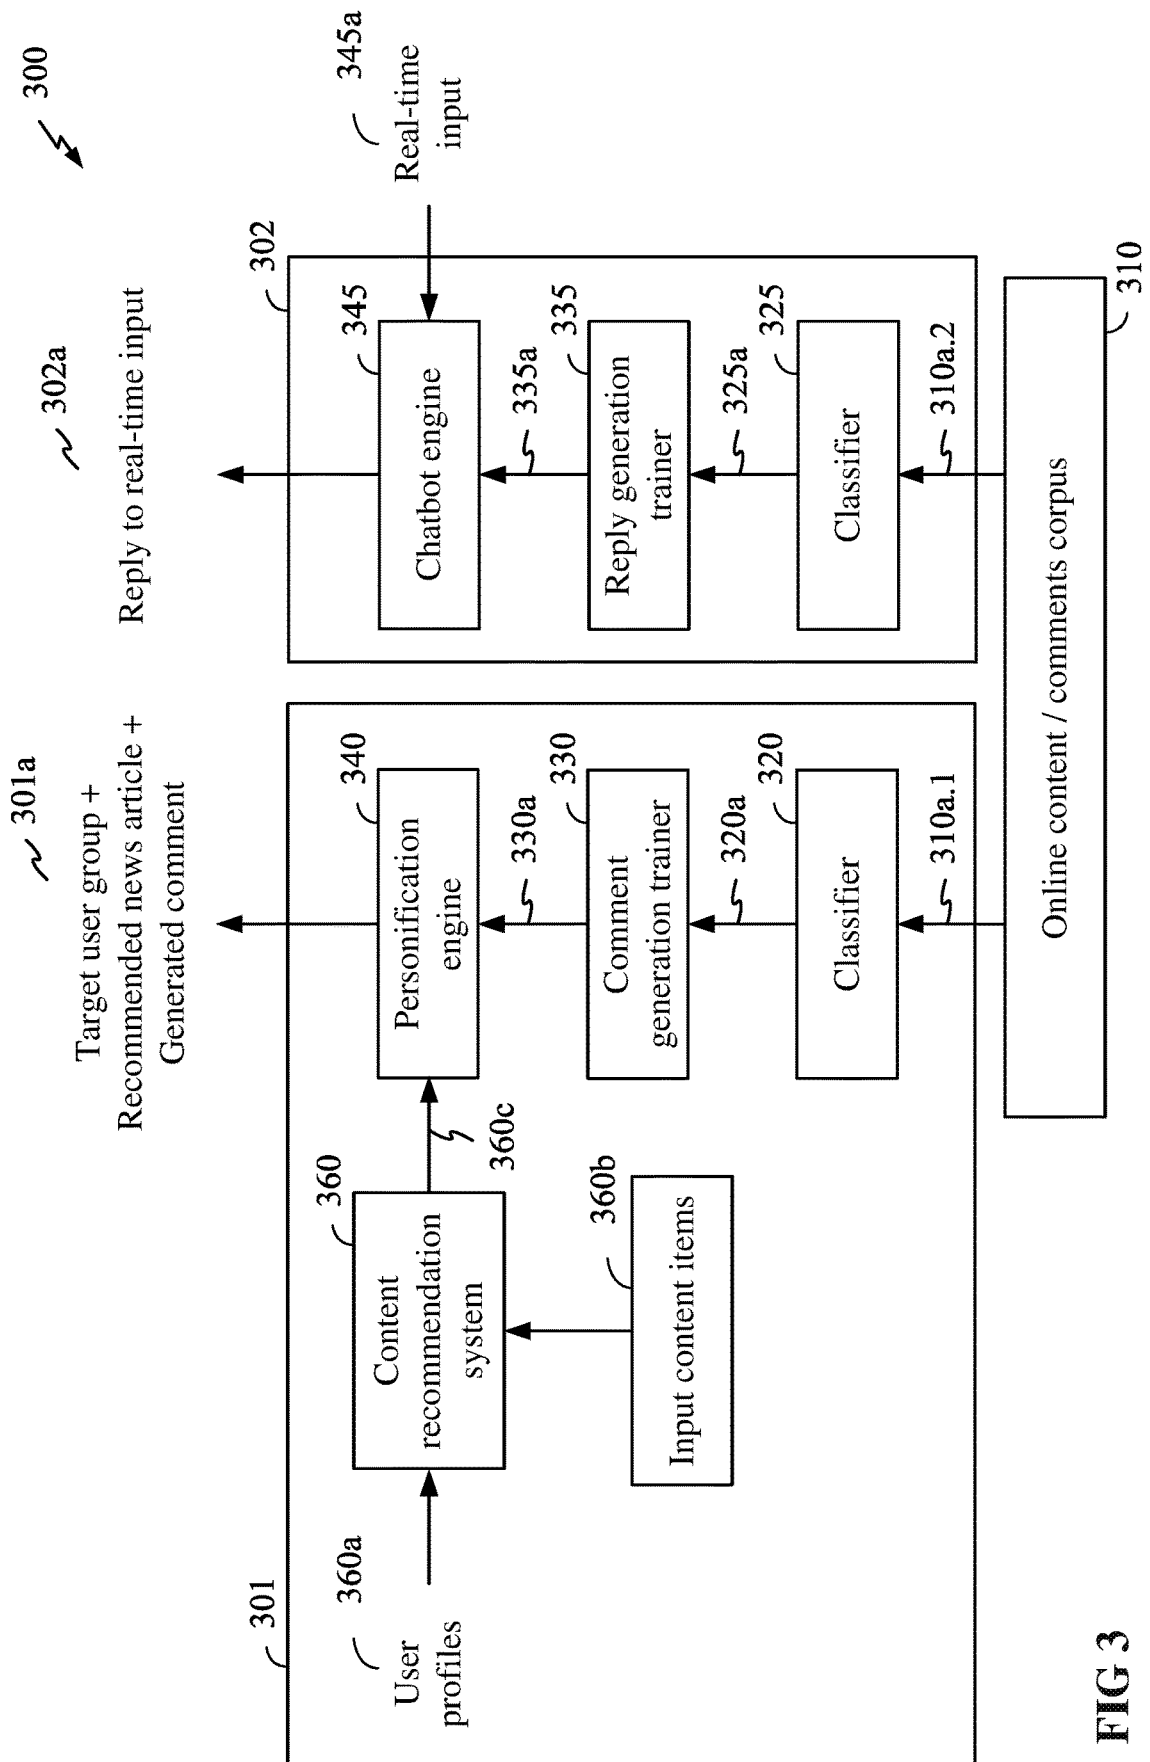 300
301a
Target user group +
Recommended news article +
Generated comment
302a
Reply to real-time input
301
302
360a
User
profiles
360
Content
recommendation
system
360c
360b
Input content items
340
Personification
engine
330a
330
Comment
generation trainer
320a
320
Classifier
310a.1
345a
Real-time
input
345
Chatbot engine
335a
335
Reply generation
trainer
325a
325
Classifier
310a.2
310
Online content / comments corpus
FIG 3